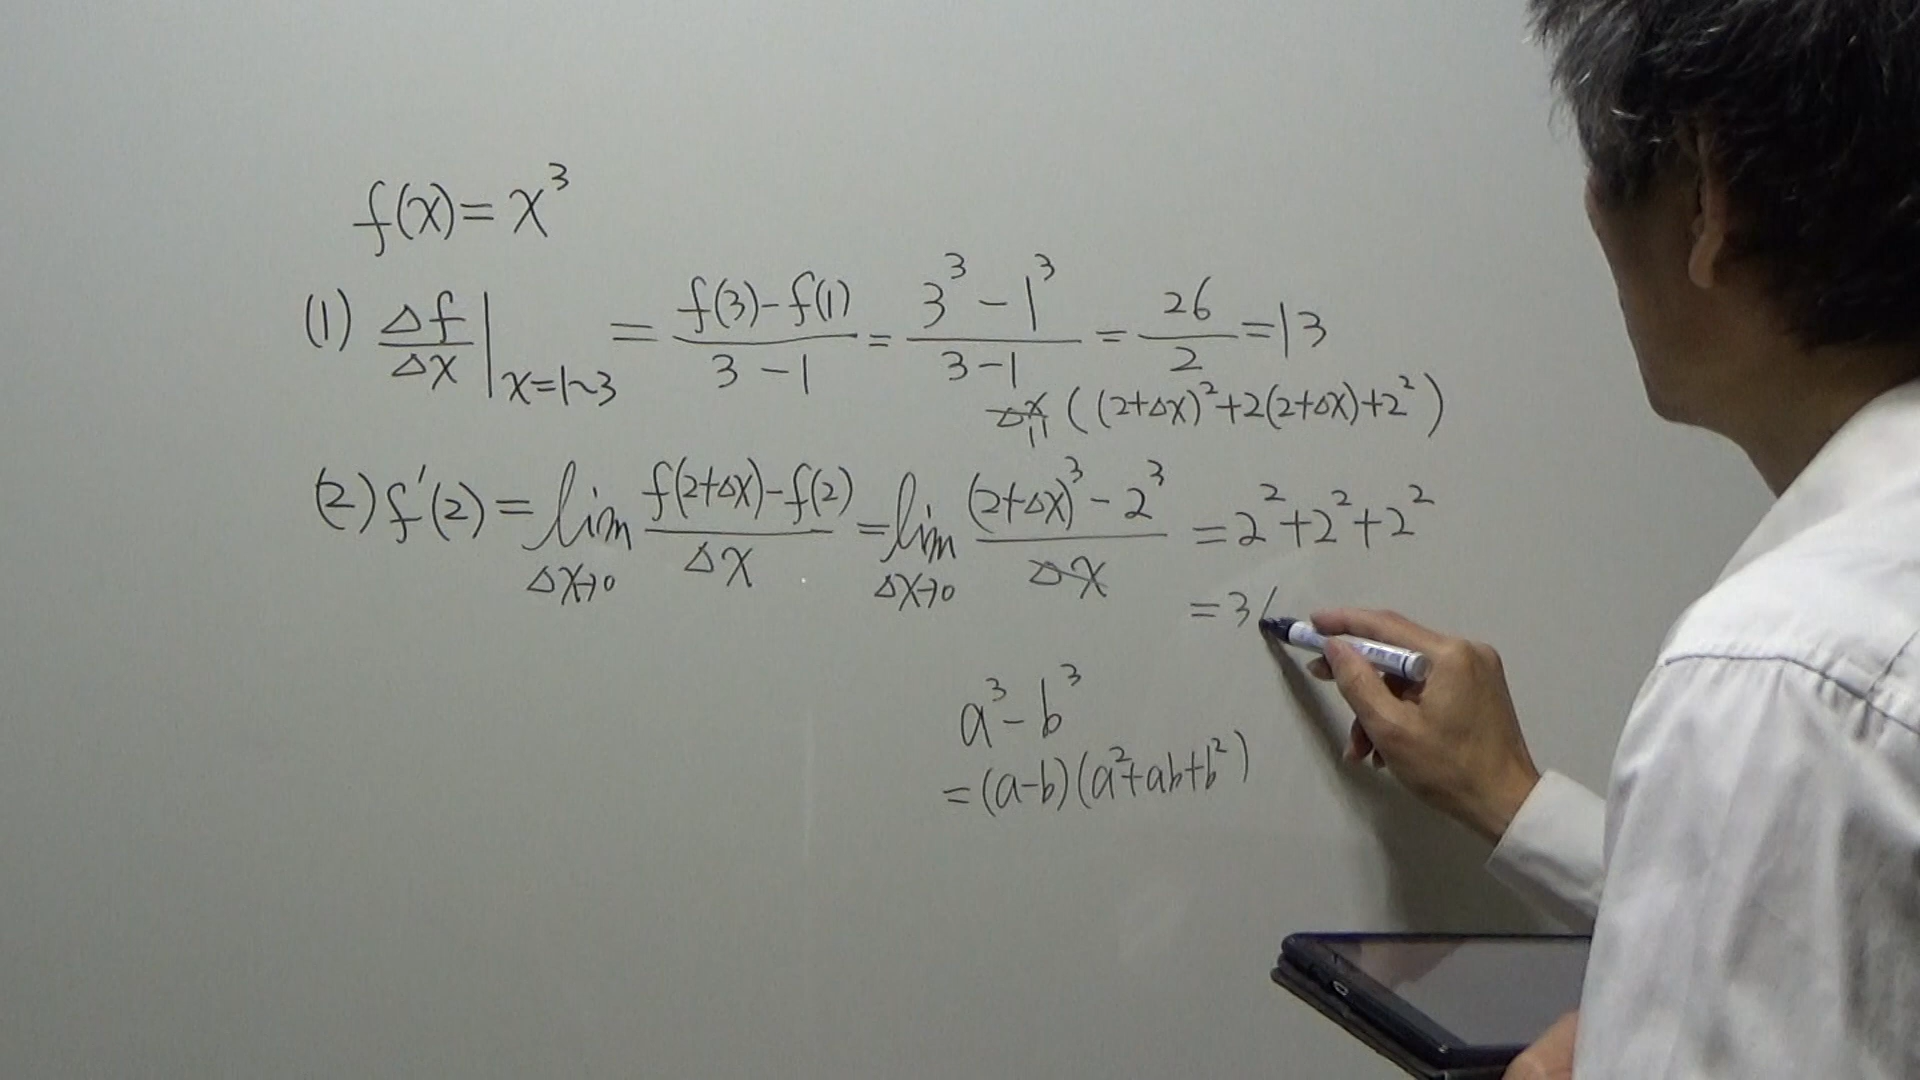 f(x)=x³
(1) Δf/Δx |x=1~3 = f(3)-f(1)/3-1 = 3³-1³/3-1 = 26/2 =13
Δx ((2+Δx)²+2(2+Δx)+2²)
(2) f'(2) = lim Δx→0 f(2+Δx)-f(2)/Δx = lim Δx→0 (2+Δx)³-2³/Δx = 2²+2²+2²
= 3
a³-b³
=(a-b)(a²+ab+b²)